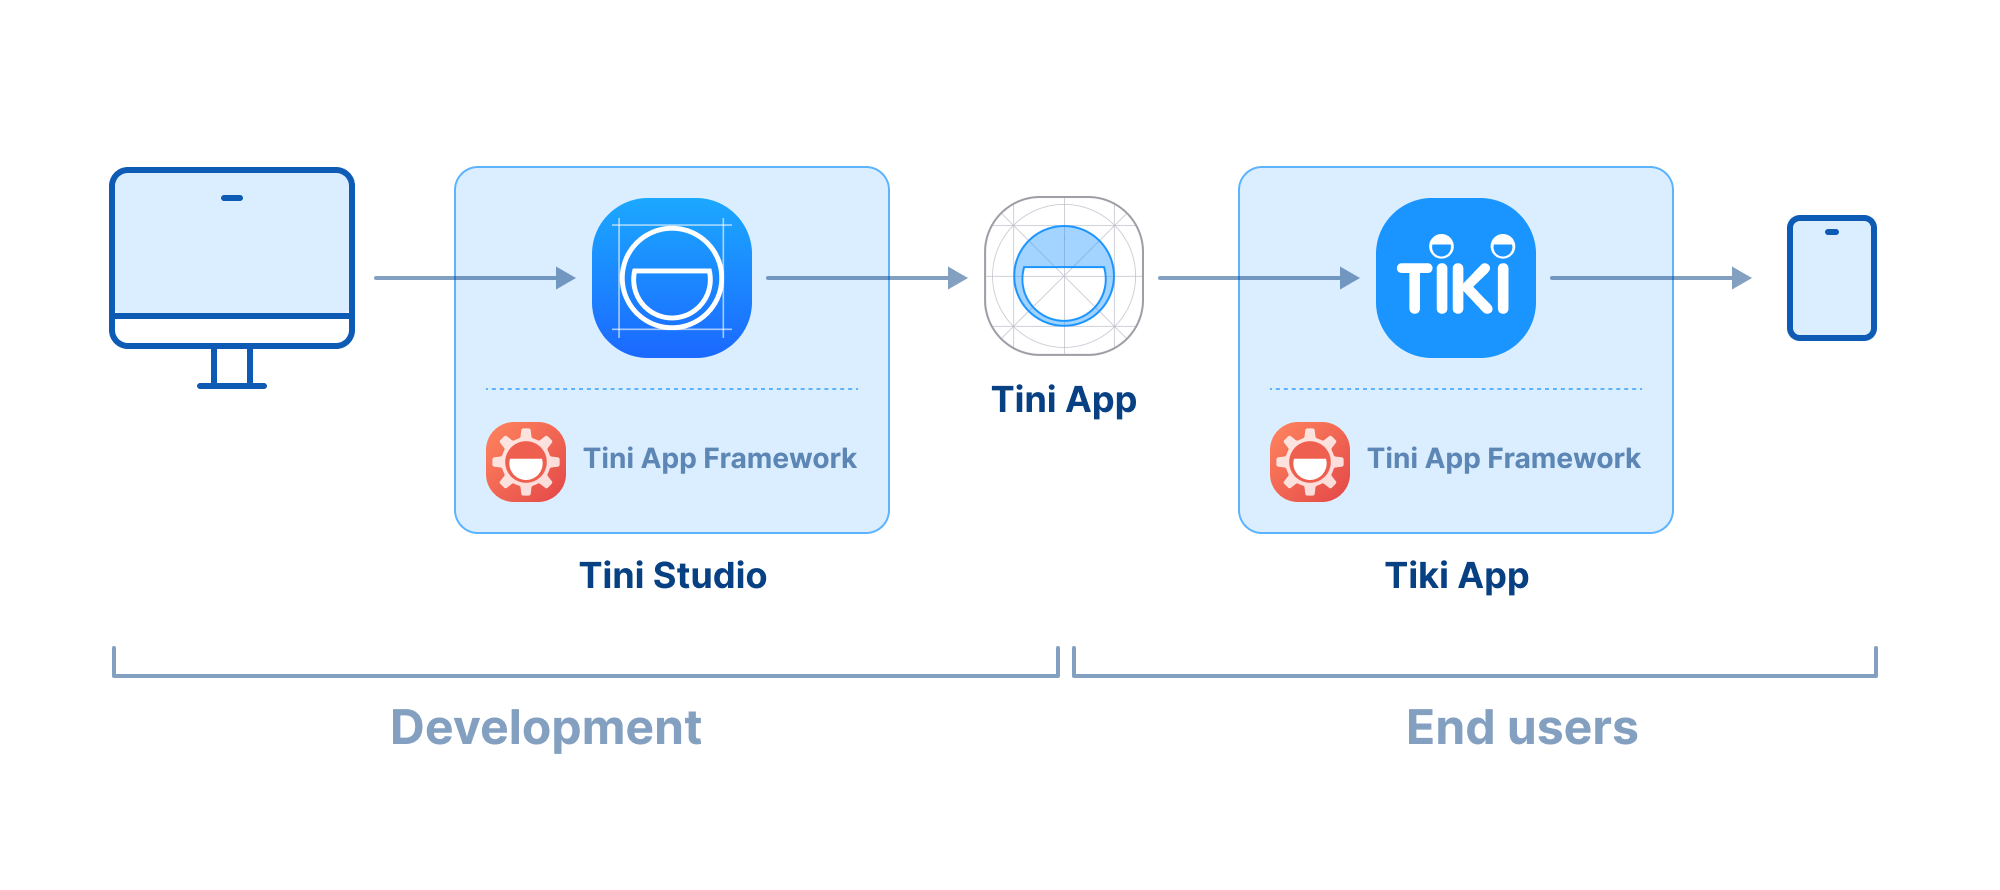 TiKi
Tini App
Tini App Framework
Tini App Framework
Tini Studio
Tiki App
Development
End users